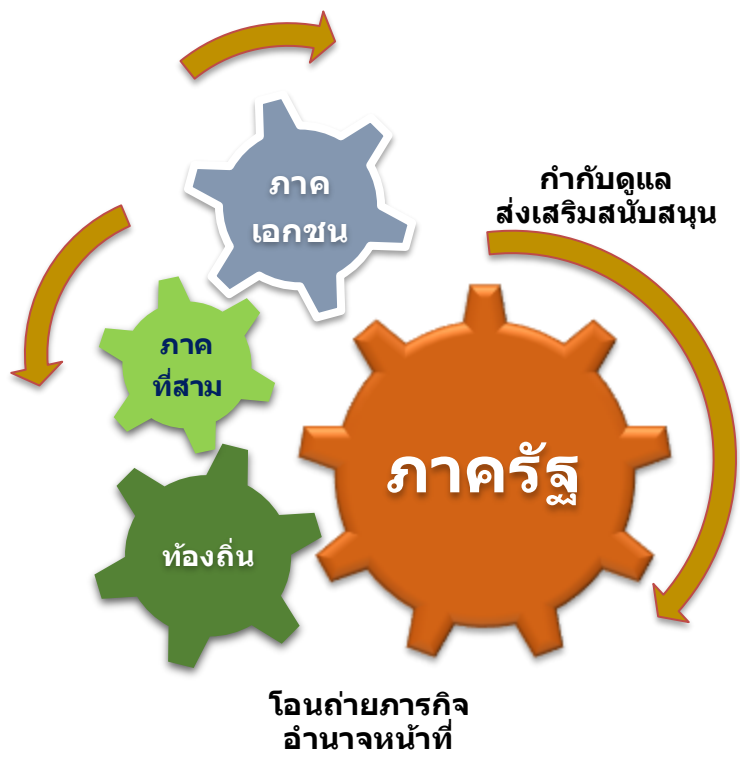 ภาค
เอกชน
กำกับดูแล
ส่งเสริมสนับสนุน
ภาค
ที่สาม
ภาครัฐ
ท้องถิ่น
โอนถ่ายภารกิจ
อำนาจหน้าที่